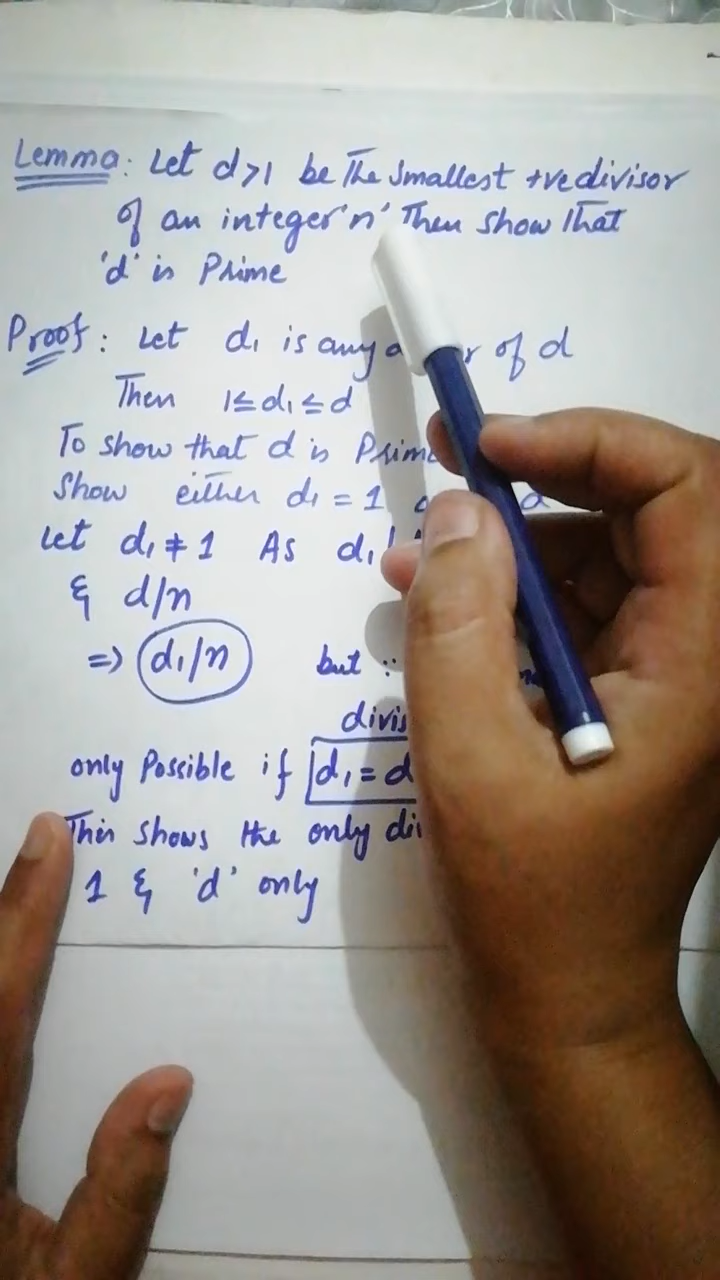 Lemma: Let d>1 be the smallest +ve divisor
of an integer 'n' Then show that
'd' is Prime
Proof: Let d₁ is any of d
Then 1≤d₁≤d
To show that d is Prime
Show either d₁ = 1 d
Let d₁ ≠ 1 As d₁
& d/n
=> d₁/n but ∵
only Possible if d₁ = d
This shows the only
1 & 'd' only